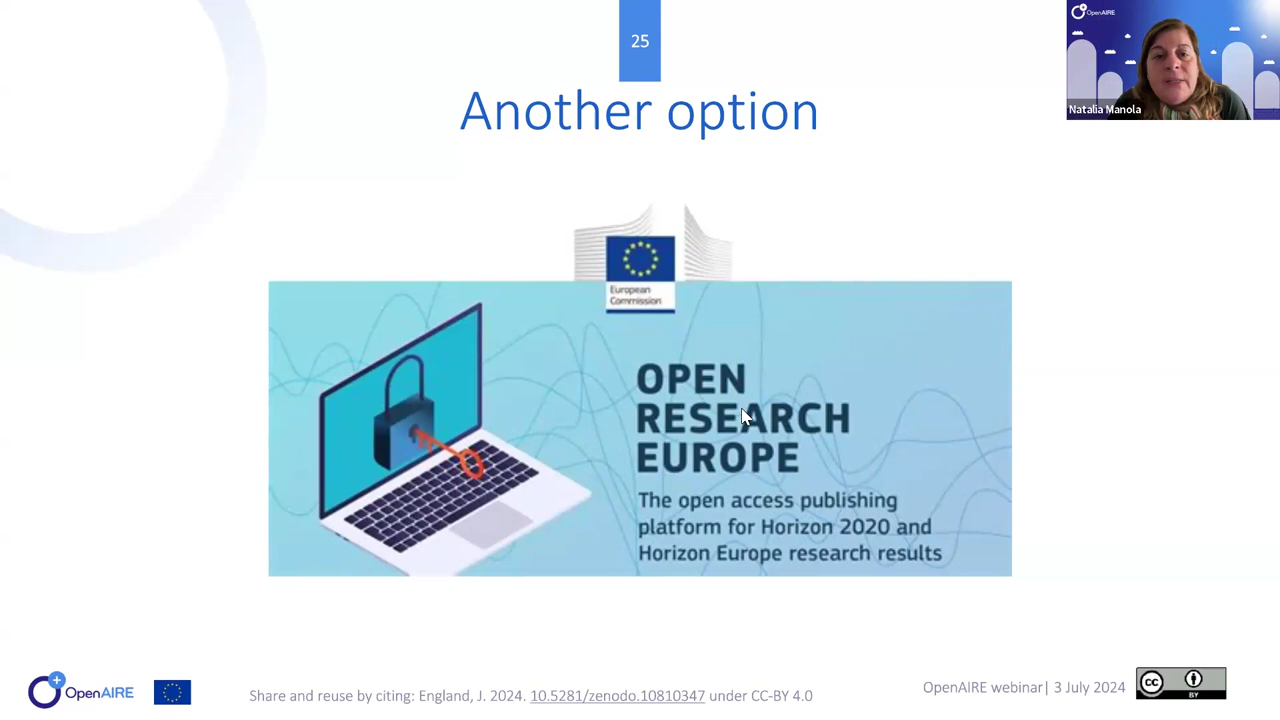 25
OpenAIRE
Natalia Manola
Another option
European
Commission
OPEN
RESEARCH
EUROPE
The open access publishing
platform for Horizon 2020 and
Horizon Europe research results
OpenAIRE
Share and reuse by citing: England, J. 2024. 10.5281/zenodo.10810347 under CC-BY 4.0
OpenAIRE webinar| 3 July 2024
cc
BY